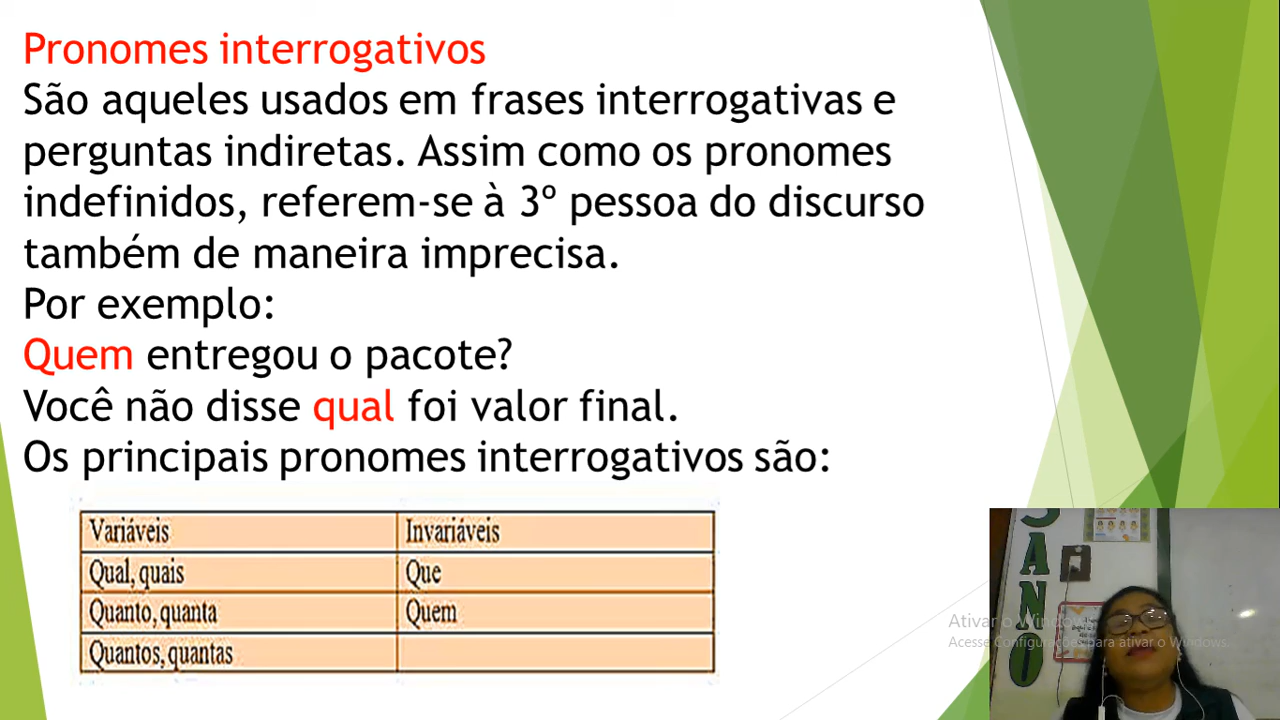 Pronomes interrogativos
São aqueles usados em frases interrogativas e
perguntas indiretas. Assim como os pronomes
indefinidos, referem-se à 3º pessoa do discurso
também de maneira imprecisa.
Por exemplo:
Quem entregou o pacote?
Você não disse qual foi valor final.
Os principais pronomes interrogativos são:
Variáveis Invariáveis
Qual, quais Que
Quanto, quanta Quem
Quantos, quantas
Ativar o Windows
Acesse Configurações para ativar o Windows.
S
A
N
O